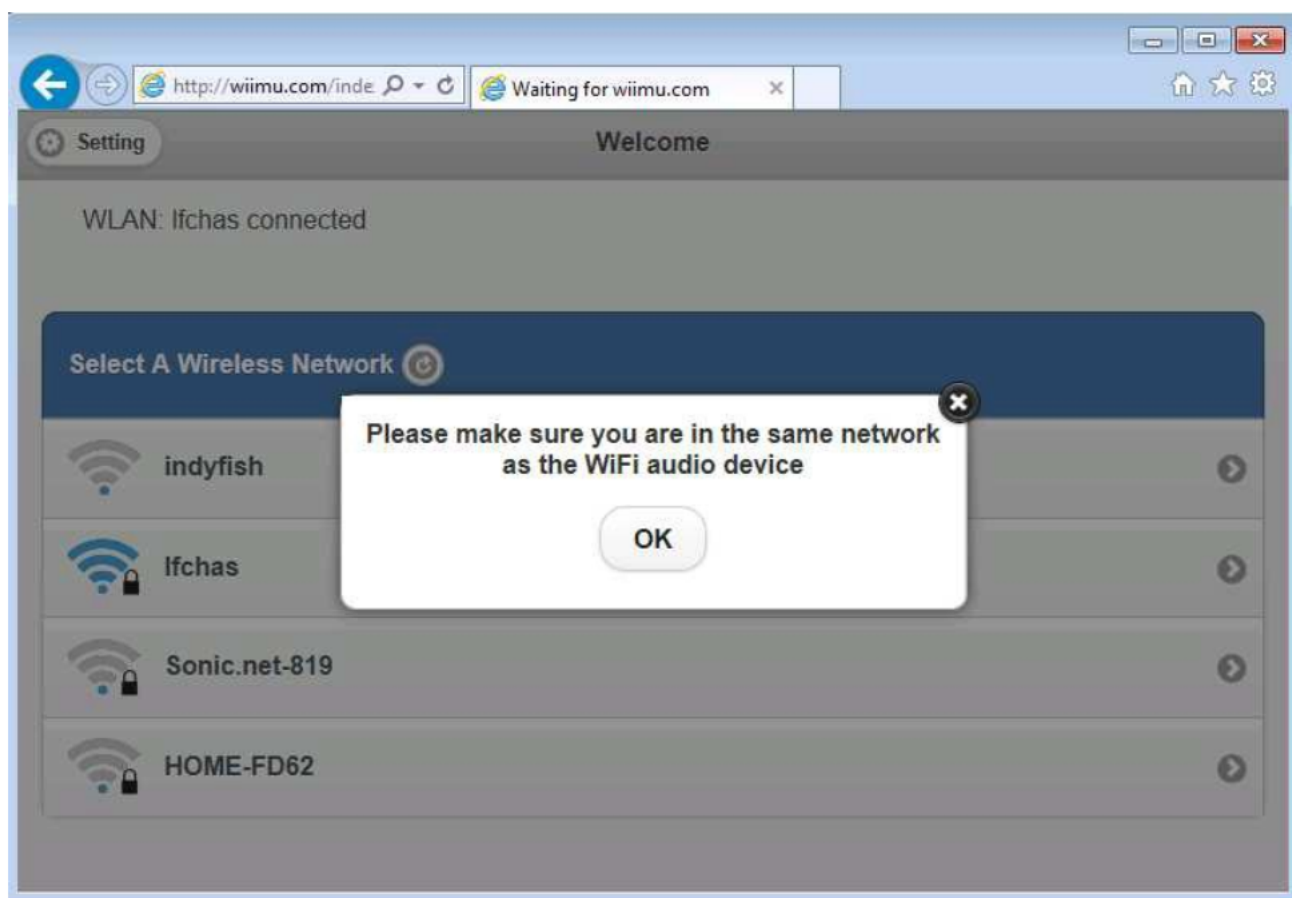 http://wiimu.com/inde
Waiting for wiimu.com
Setting
Welcome
WLAN: lfchas connected
Select A Wireless Network
Please make sure you are in the same network
as the WiFi audio device
OK
indyfish
lfchas
Sonic.net-819
HOME-FD62